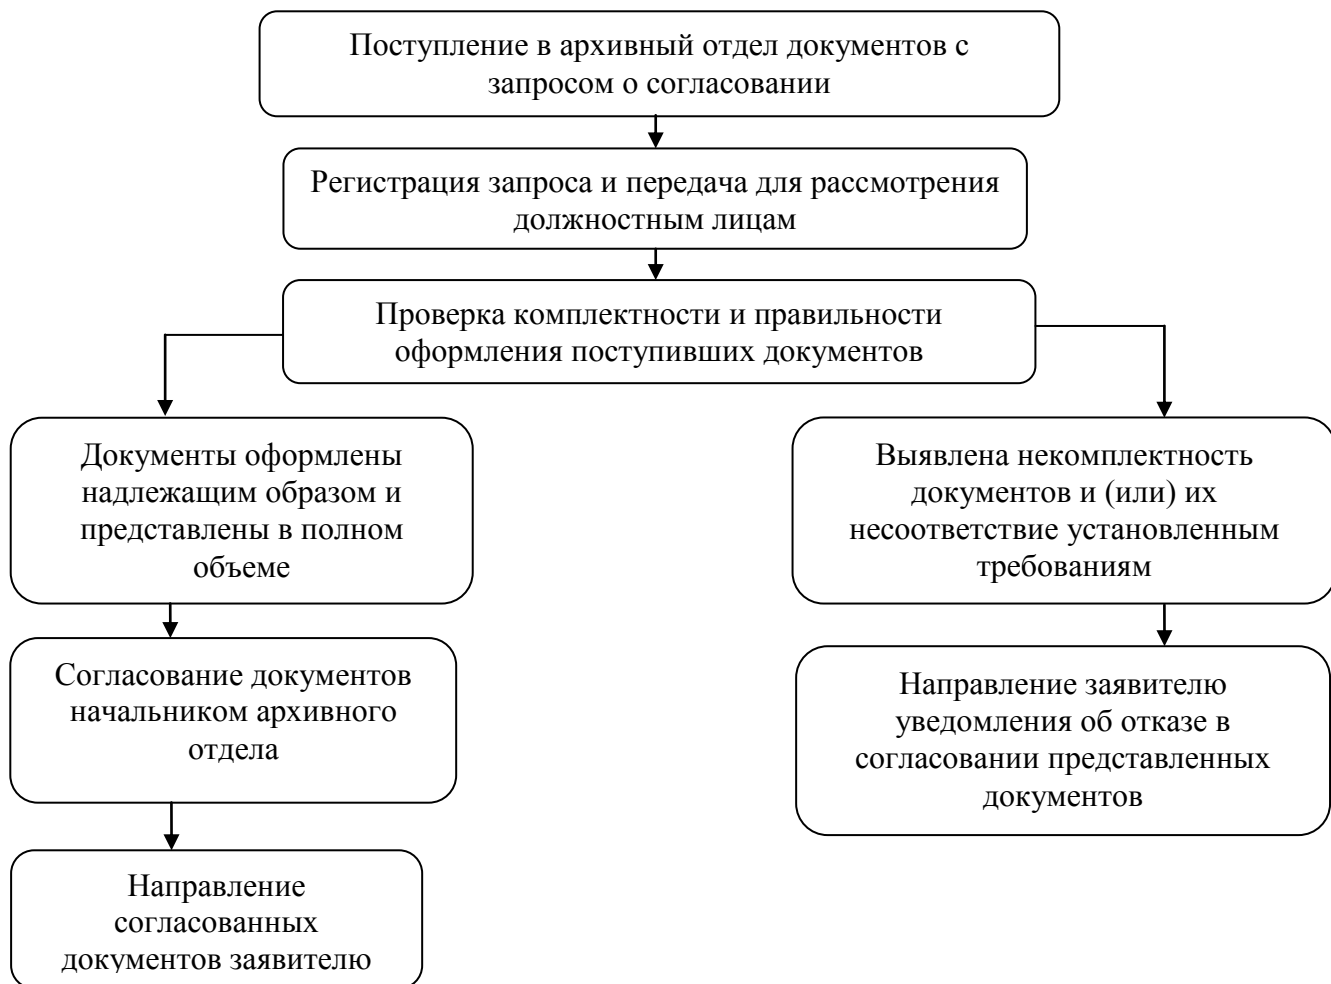 Поступление в архивный отдел документов с
запросом о согласовании
Регистрация запроса и передача для рассмотрения
должностным лицам
Проверка комплектности и правильности
оформления поступивших документов
Документы оформлены
надлежащим образом и
представлены в полном
объеме
Выявлена некомплектность
документов и (или) их
несоответствие установленным
требованиям
Согласование документов
начальником архивного
отдела
Направление заявителю
уведомления об отказе в
согласовании представленных
документов
Направление
согласованных
документов заявителю